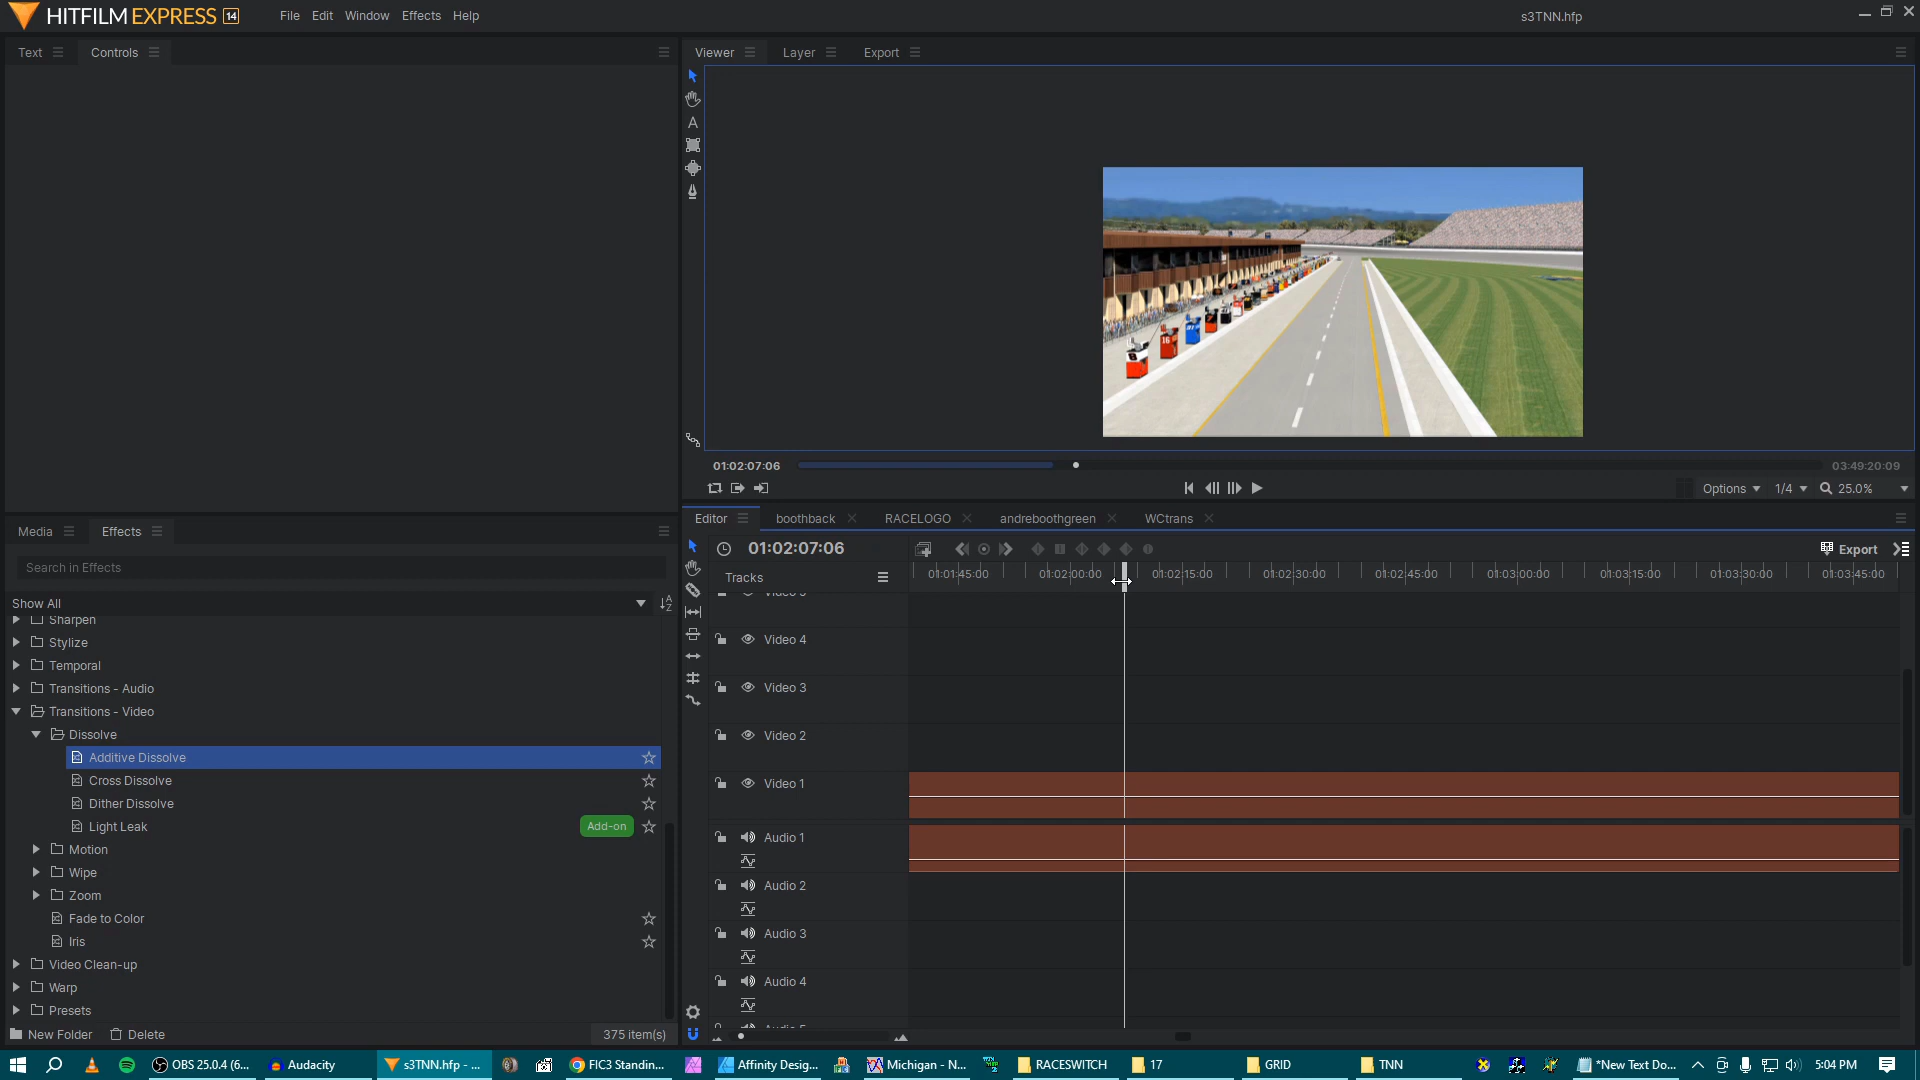 HITFILM EXPRESS 14
File Edit Window Effects Help
s3TNN.hfp
Text Controls
Viewer Layer Export
01:02:07:06
03:49:20:09
Options 1/4 25.0%
Media Effects
Search in Effects
Show All
Sharpen
Stylize
Temporal
Transitions - Audio
Transitions - Video
Dissolve
Additive Dissolve
Cross Dissolve
Dither Dissolve
Light Leak Add-on
Motion
Wipe
Zoom
Fade to Color
Iris
Video Clean-up
Warp
Presets
New Folder Delete 375 item(s)
Editor boothback RACELOGO andreboothgreen WCtrans
01:02:07:06 Export
Tracks 01:01:45:00 01:02:00:00 01:02:15:00 01:02:30:00 01:02:45:00 01:03:00:00 01:03:15:00 01:03:30:00 01:03:45:00
Video 4
Video 3
Video 2
Video 1
Audio 1
Audio 2
Audio 3
Audio 4
OBS 25.0.4 (6... Audacity s3TNN.hfp - ... FIC3 Standin... Affinity Desig... Michigan - N... RACESWITCH 17 GRID TNN *New Text Do... 5:04 PM